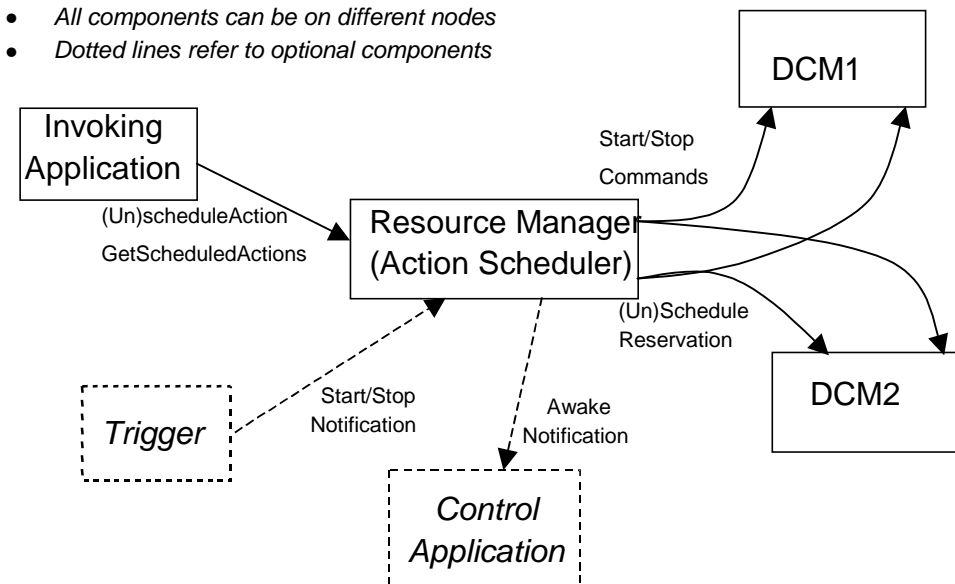 • All components can be on different nodes
• Dotted lines refer to optional components
DCM1
Invoking
Application
Start/Stop
Commands
(Un)scheduleAction
GetScheduledActions
Resource Manager
(Action Scheduler)
(Un)Schedule
Reservation
DCM2
Trigger
Start/Stop
Notification
Awake
Notification
Control
Application